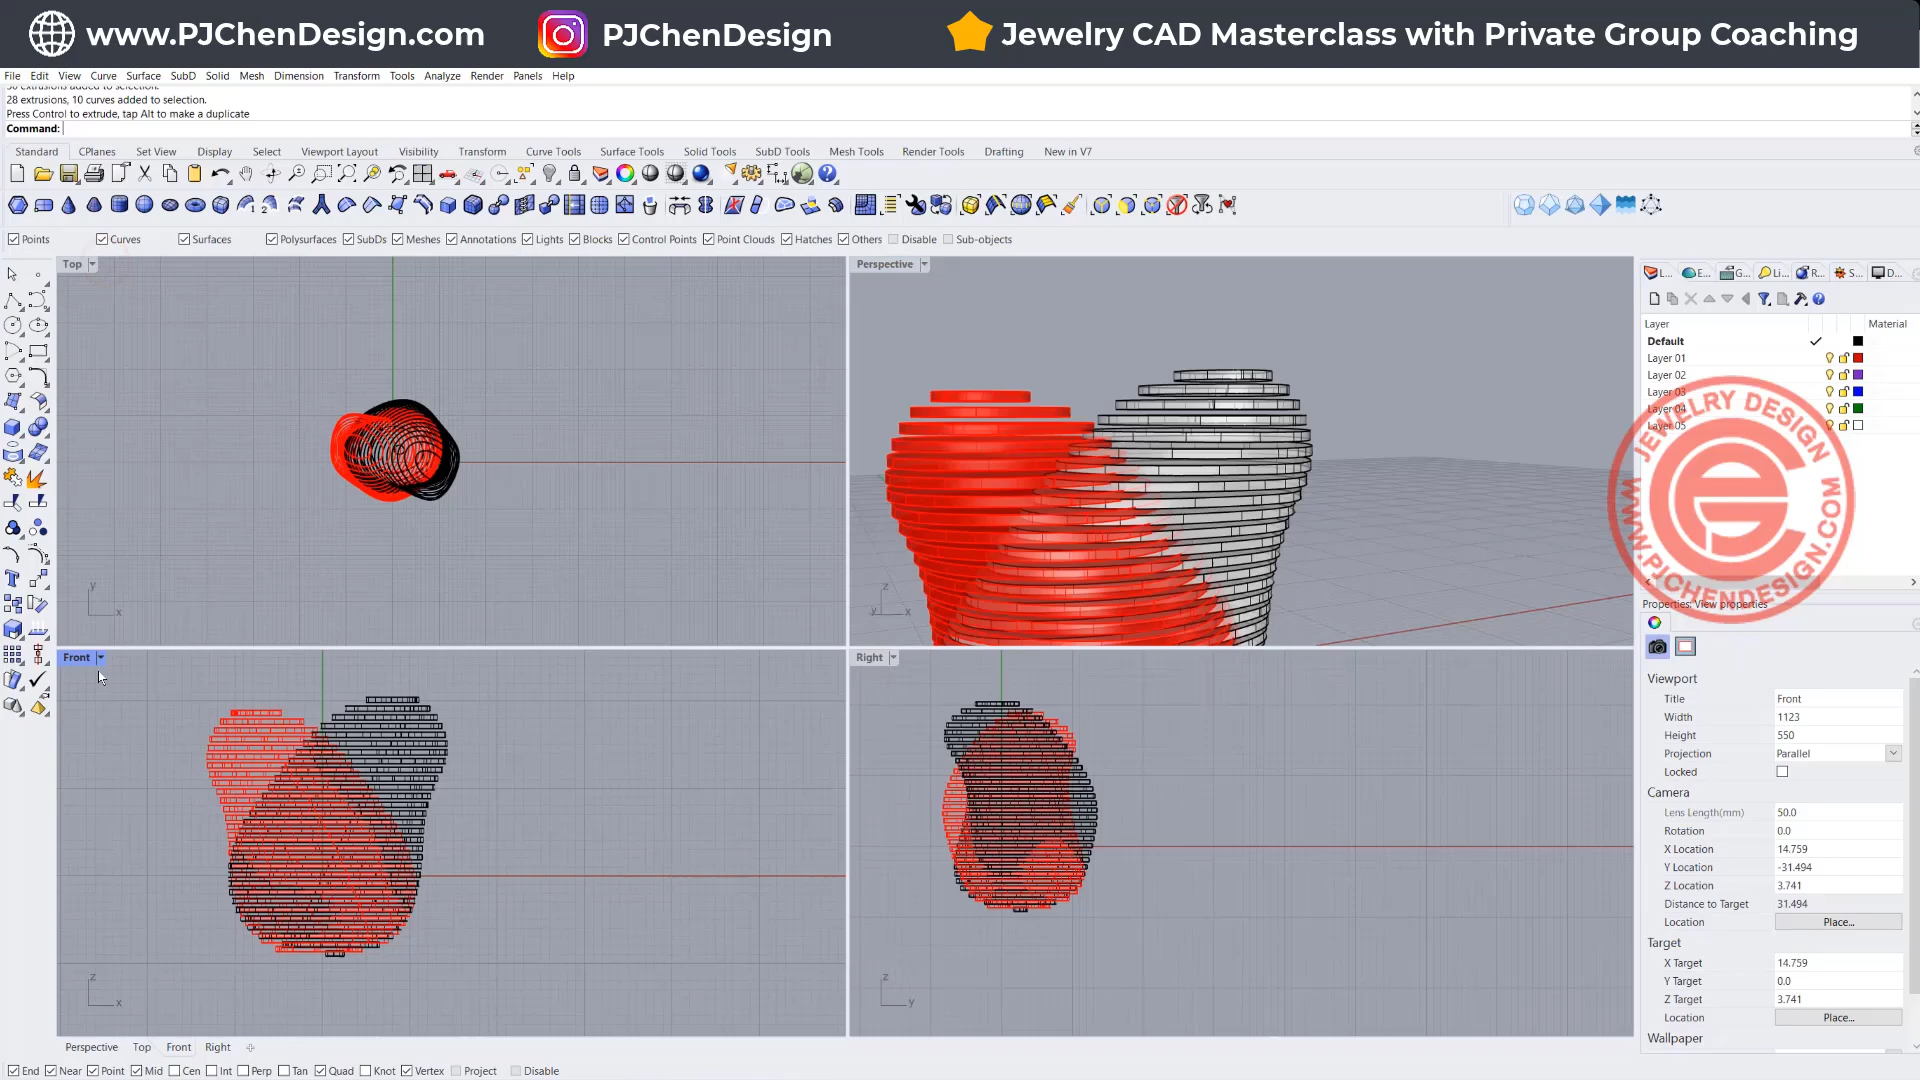 www.PJChenDesign.com PJChenDesign Jewelry CAD Masterclass with Private Group Coaching
File Edit View Curve Surface SubD Solid Mesh Dimension Transform Tools Analyze Render Panels Help
28 extrusions, 10 curves added to selection.
Press Control to extrude, tap Alt to make a duplicate
Command:
Standard CPlanes Set View Display Select Viewport Layout Visibility Transform Curve Tools Surface Tools Solid Tools SubD Tools Mesh Tools Render Tools Drafting New in V7
Points Curves Surfaces Polysurfaces SubDs Meshes Annotations Lights Blocks Control Points Point Clouds Hatches Others Disable Sub-objects
Top
Perspective
L... E... G... Li... R... S... D...
Layer Material
Default
Layer 01
Layer 02
Layer 03
Layer 04
Layer 05
JEWELRY DESIGN
WWW.PJCHENDESIGN.COM
y
x
z
y x
Properties: View properties
Front
Right
Viewport
Title Front
Width 1123
Height 550
Projection Parallel
Locked
Camera
Lens Length(mm) 50.0
Rotation 0.0
X Location 14.759
Y Location -31.494
Z Location 3.741
Distance to Target 31.494
Location Place...
Target
X Target 14.759
Y Target 0.0
Z Target 3.741
Location Place...
Wallpaper
z
x
z
y
Perspective Top Front Right
End Near Point Mid Cen Int Perp Tan Quad Knot Vertex Project Disable